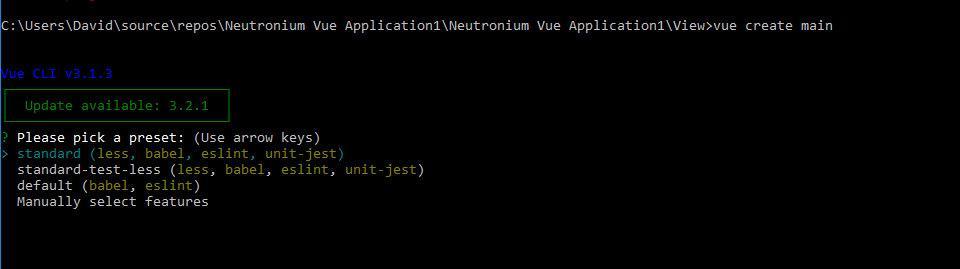 C:\Users\David\source\repos\Neutronium Vue Application1\Neutronium Vue Application1\View>vue create main
Vue CLI v3.1.3
Update available: 3.2.1
? Please pick a preset: (Use arrow keys)
> standard (less, babel, eslint, unit-jest)
standard-test-less (less, babel, eslint, unit-jest)
default (babel, eslint)
Manually select features